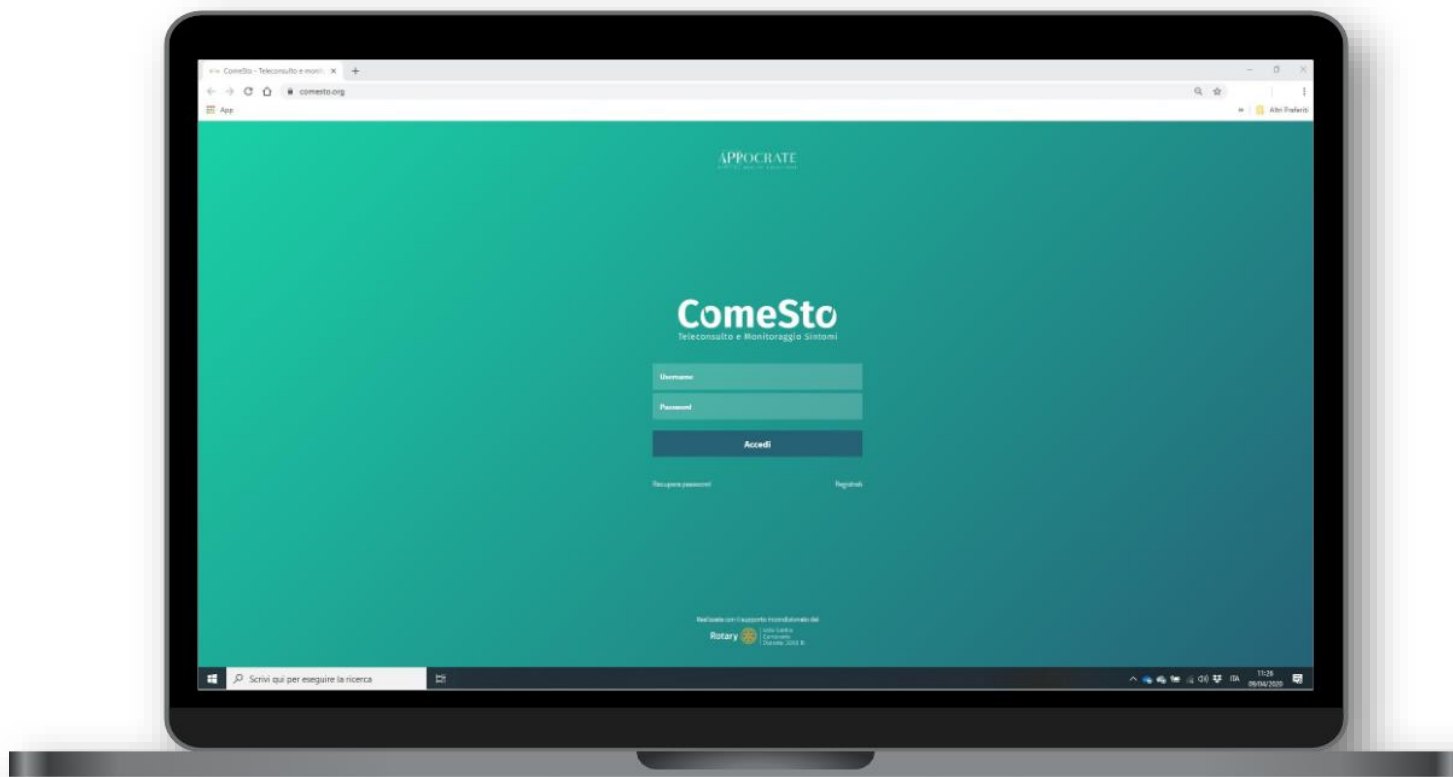 ComeSto - Teleconsulto e monit
comesto.org
App
Altri Preferiti
APPOCRATE
ComeSto
Teleconsulto e Monitoraggio Sintomi
Username
Password
Accedi
Recupera password
Registrati
Realizzato con il supporto incondizionato del
Rotary
Distretto
Scrivi qui per eseguire la ricerca
ITA
11:26
09/04/2020